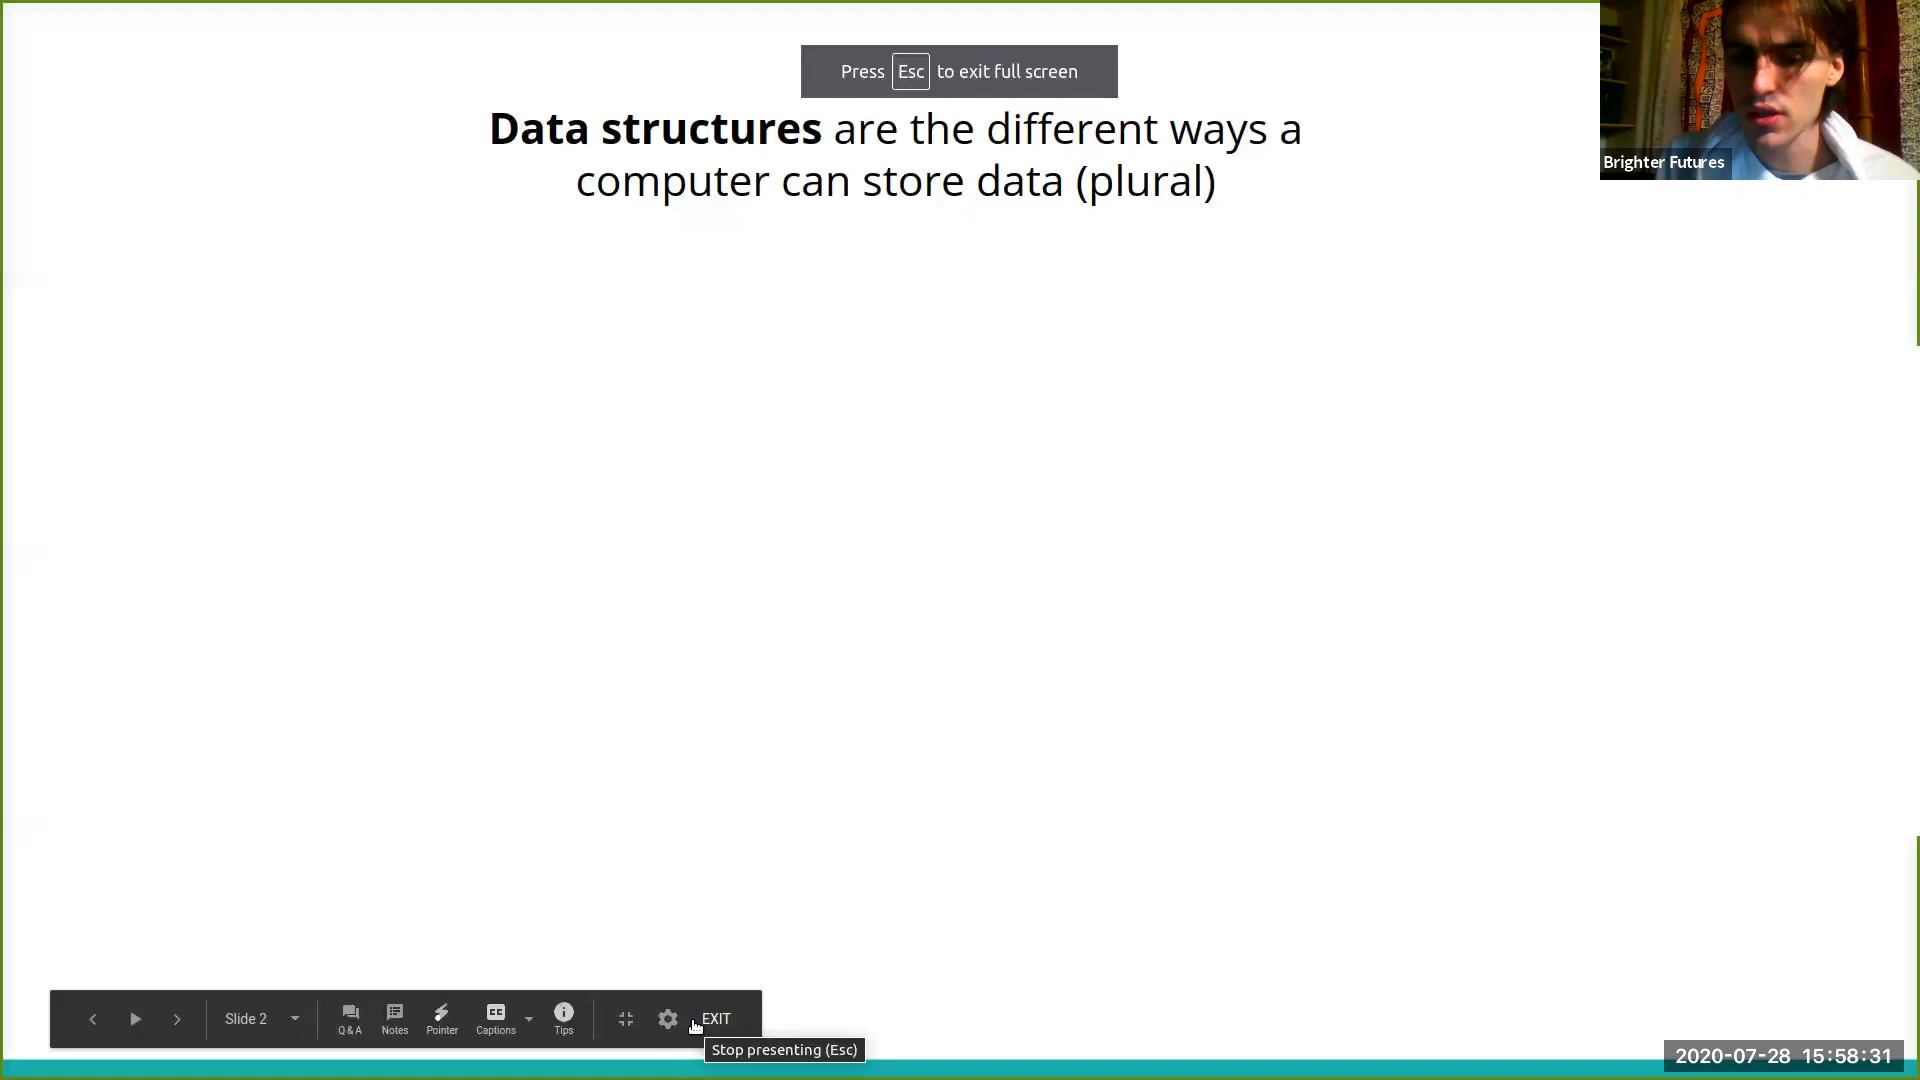 Press Esc to exit full screen
Data structures are the different ways a
computer can store data (plural)
Brighter Futures
Slide 2
Q & A
Notes
Pointer
CC
Captions
Tips
EXIT
Stop presenting (Esc)
2020-07-28 15:58:31